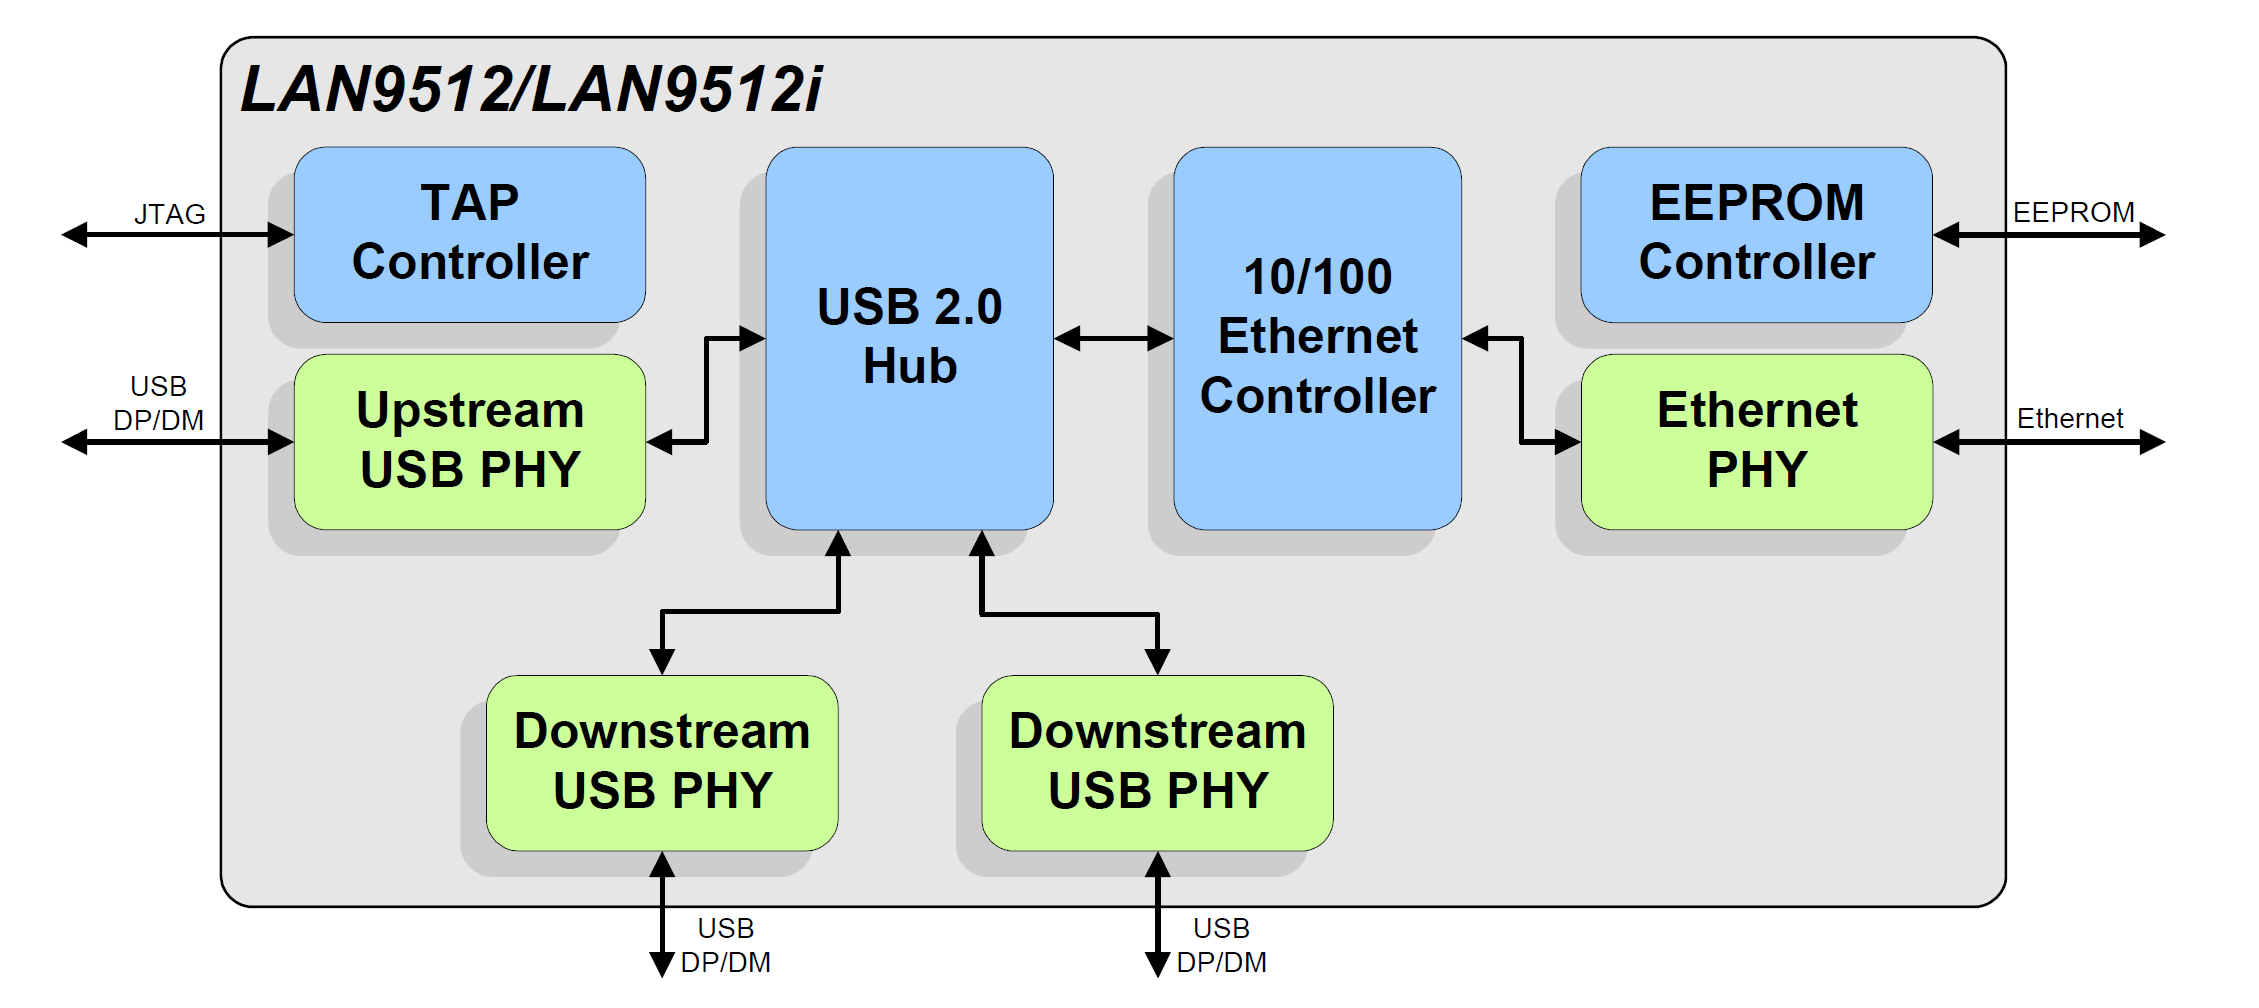 LAN9512/LAN9512i
JTAG
TAP
Controller
USB
DP/DM
Upstream
USB PHY
USB 2.0
Hub
10/100
Ethernet
Controller
EEPROM
Controller
EEPROM
Ethernet
PHY
Ethernet
Downstream
USB PHY
Downstream
USB PHY
USB
DP/DM
USB
DP/DM